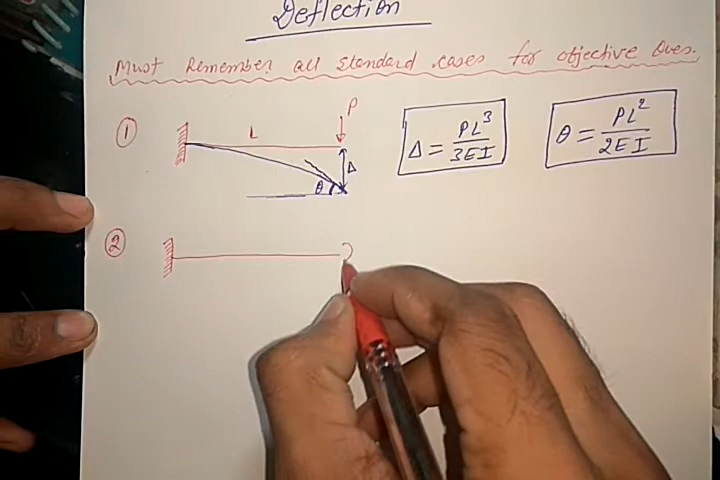 Deflection
Must Remember all standard cases for objective Ques.
① L P Δ θ
Δ = PL³/3EI
θ = PL²/2EI
②